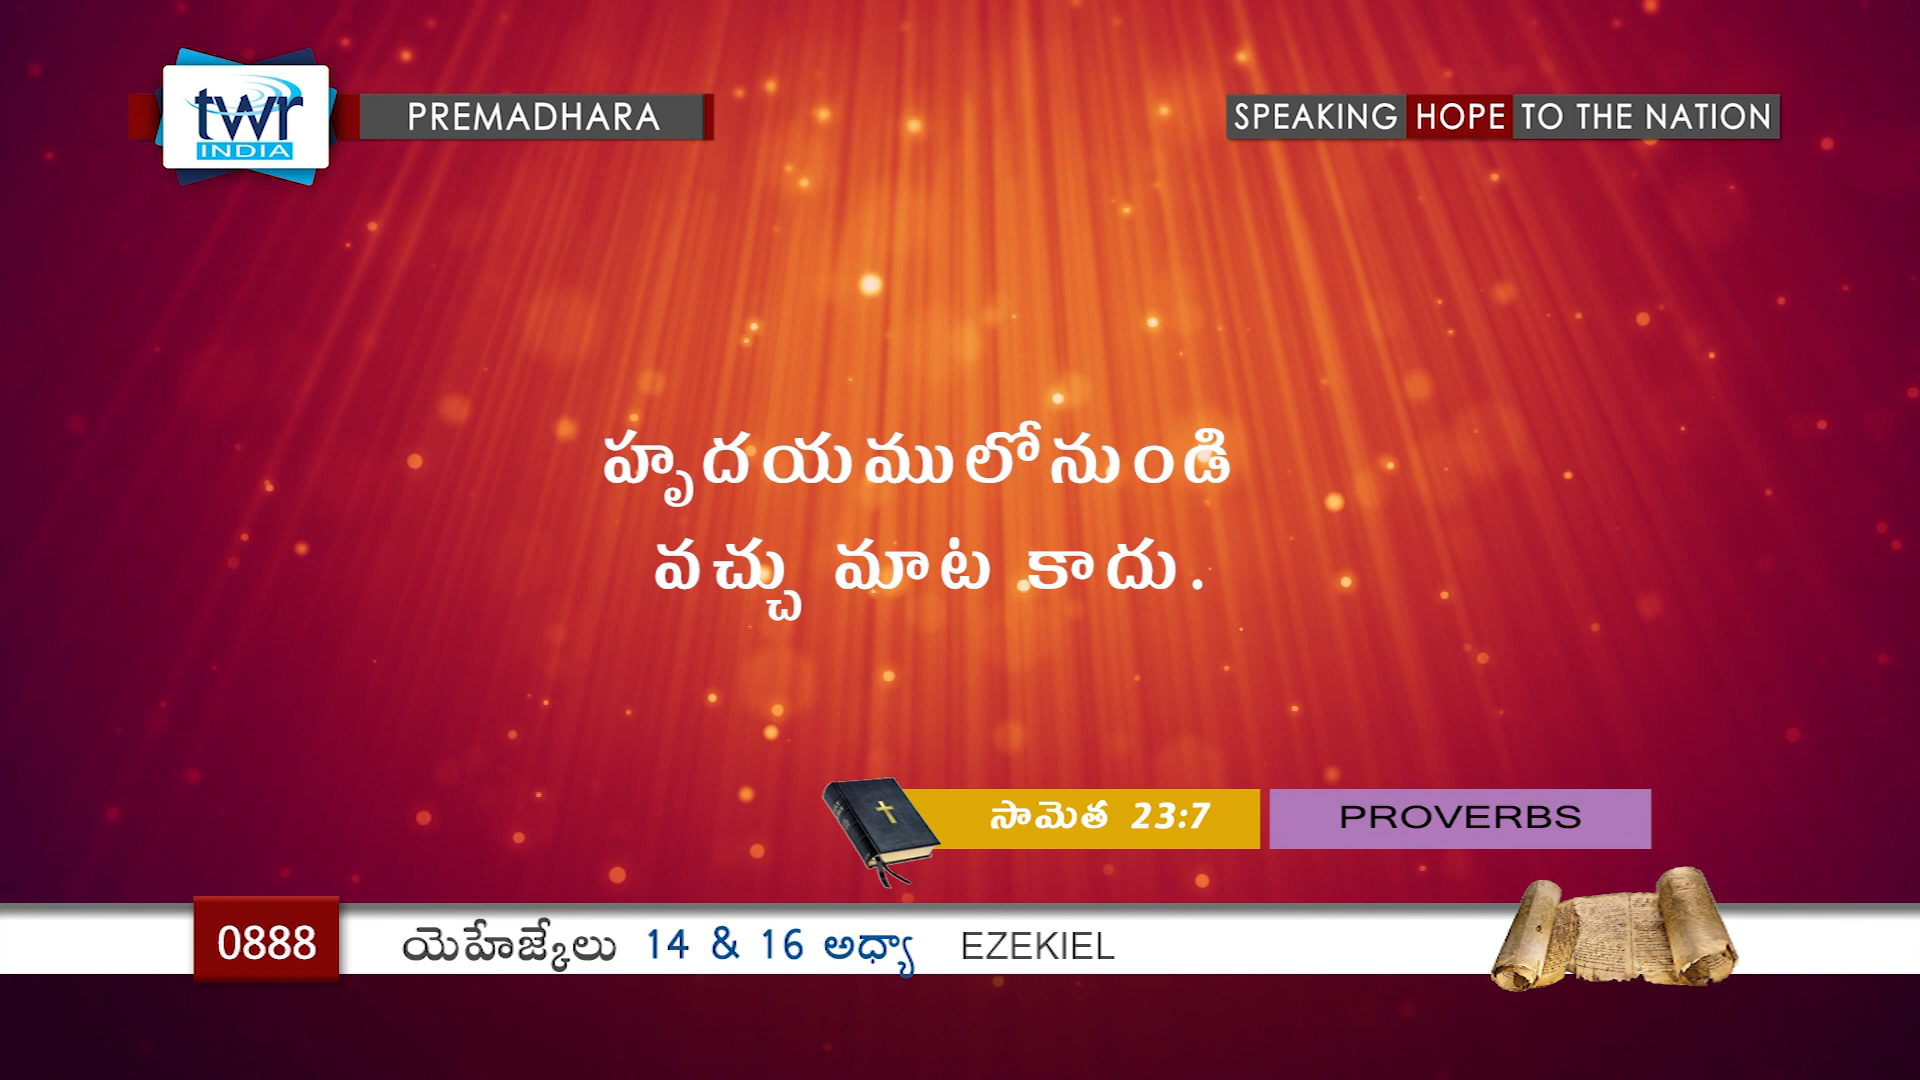 twr
INDIA
PREMADHARA
SPEAKING HOPE TO THE NATION
హృదయములోనుండి
వచ్చు మాట కాదు.
సామెత 23:7
PROVERBS
0888
యెహేజ్కేలు 14 & 16 అధ్యా EZEKIEL